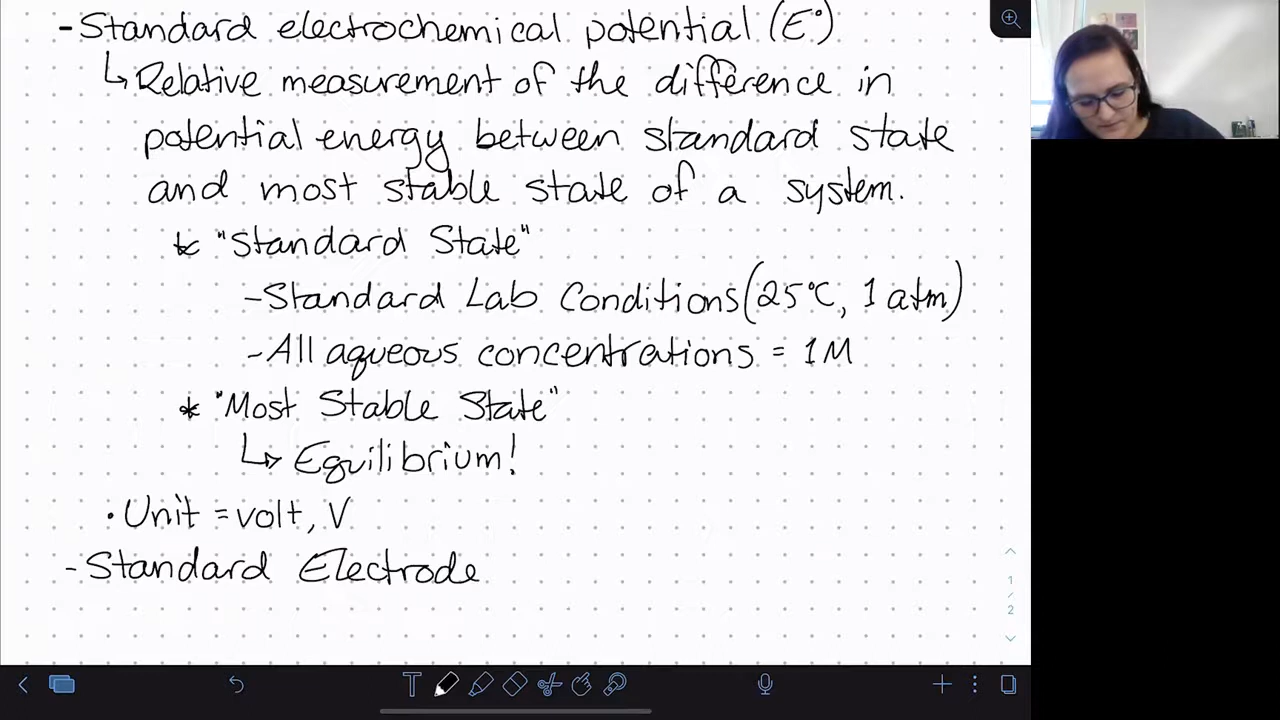 - Standard electrochemical potential (E°)
↳ Relative measurement of the difference in
potential energy between standard state
and most stable state of a system.
* "Standard State"
- Standard Lab Conditions (25°C, 1 atm)
- All aqueous concentrations = 1M
* "Most Stable State"
↳ Equilibrium!
• Unit = volt, V
- Standard Electrode
1
/
2
T